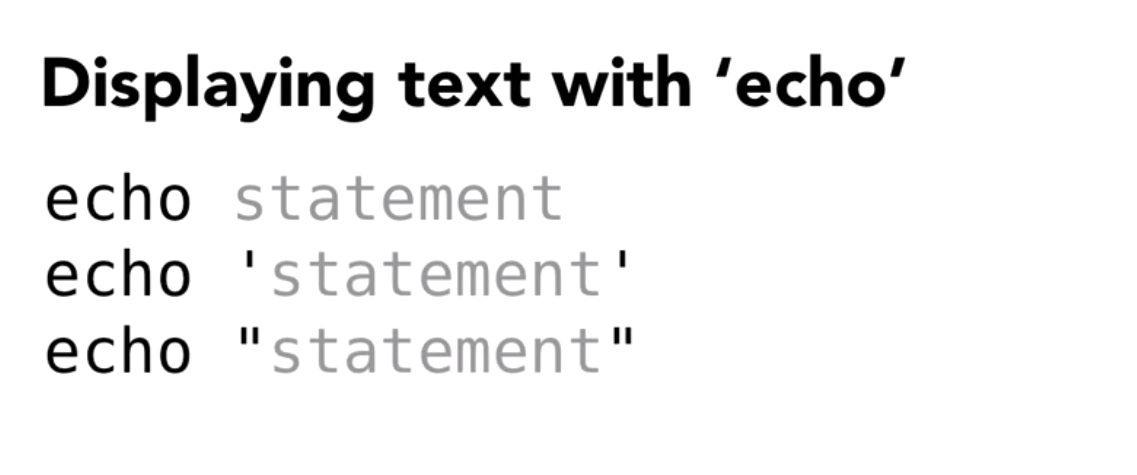 Displaying text with ‘echo’
echo statement
echo 'statement'
echo "statement"